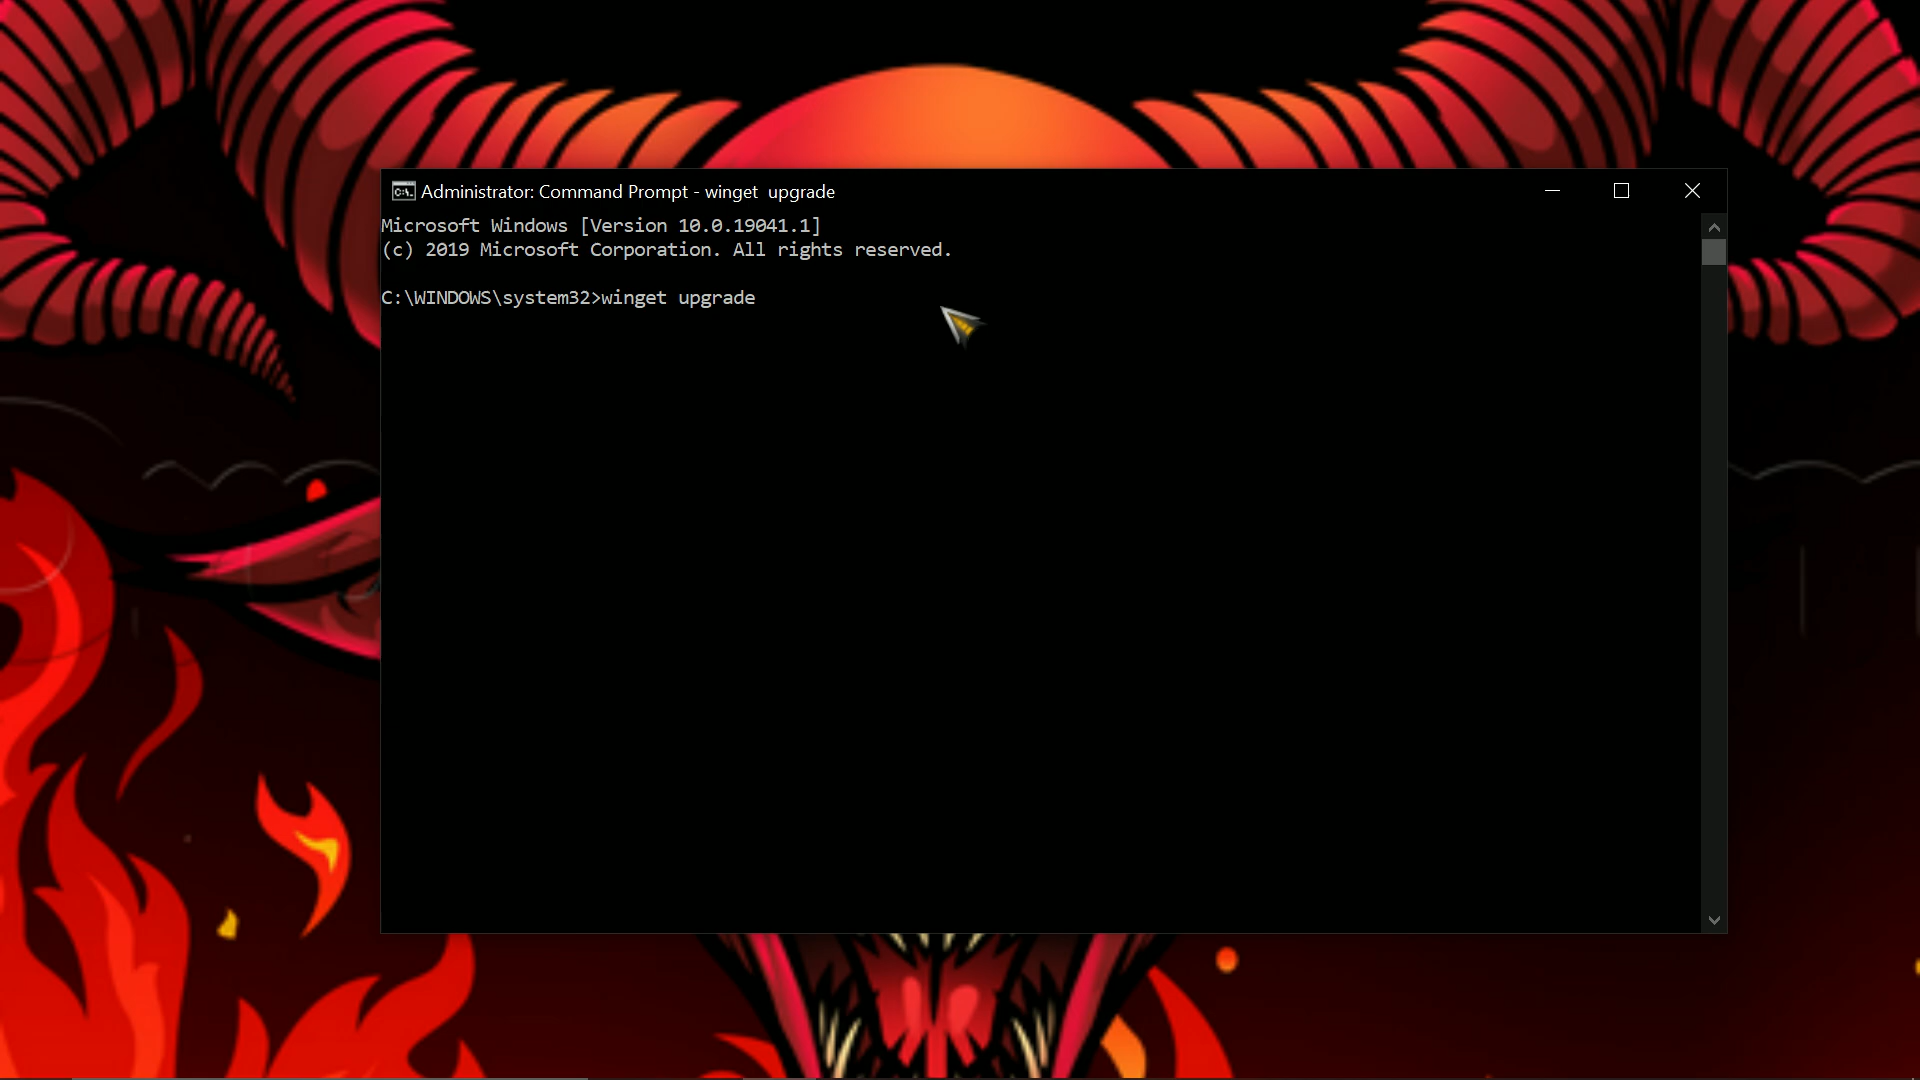 Administrator: Command Prompt - winget  upgrade
Microsoft Windows [Version 10.0.19041.1]
(c) 2019 Microsoft Corporation. All rights reserved.
C:\WINDOWS\system32>winget upgrade